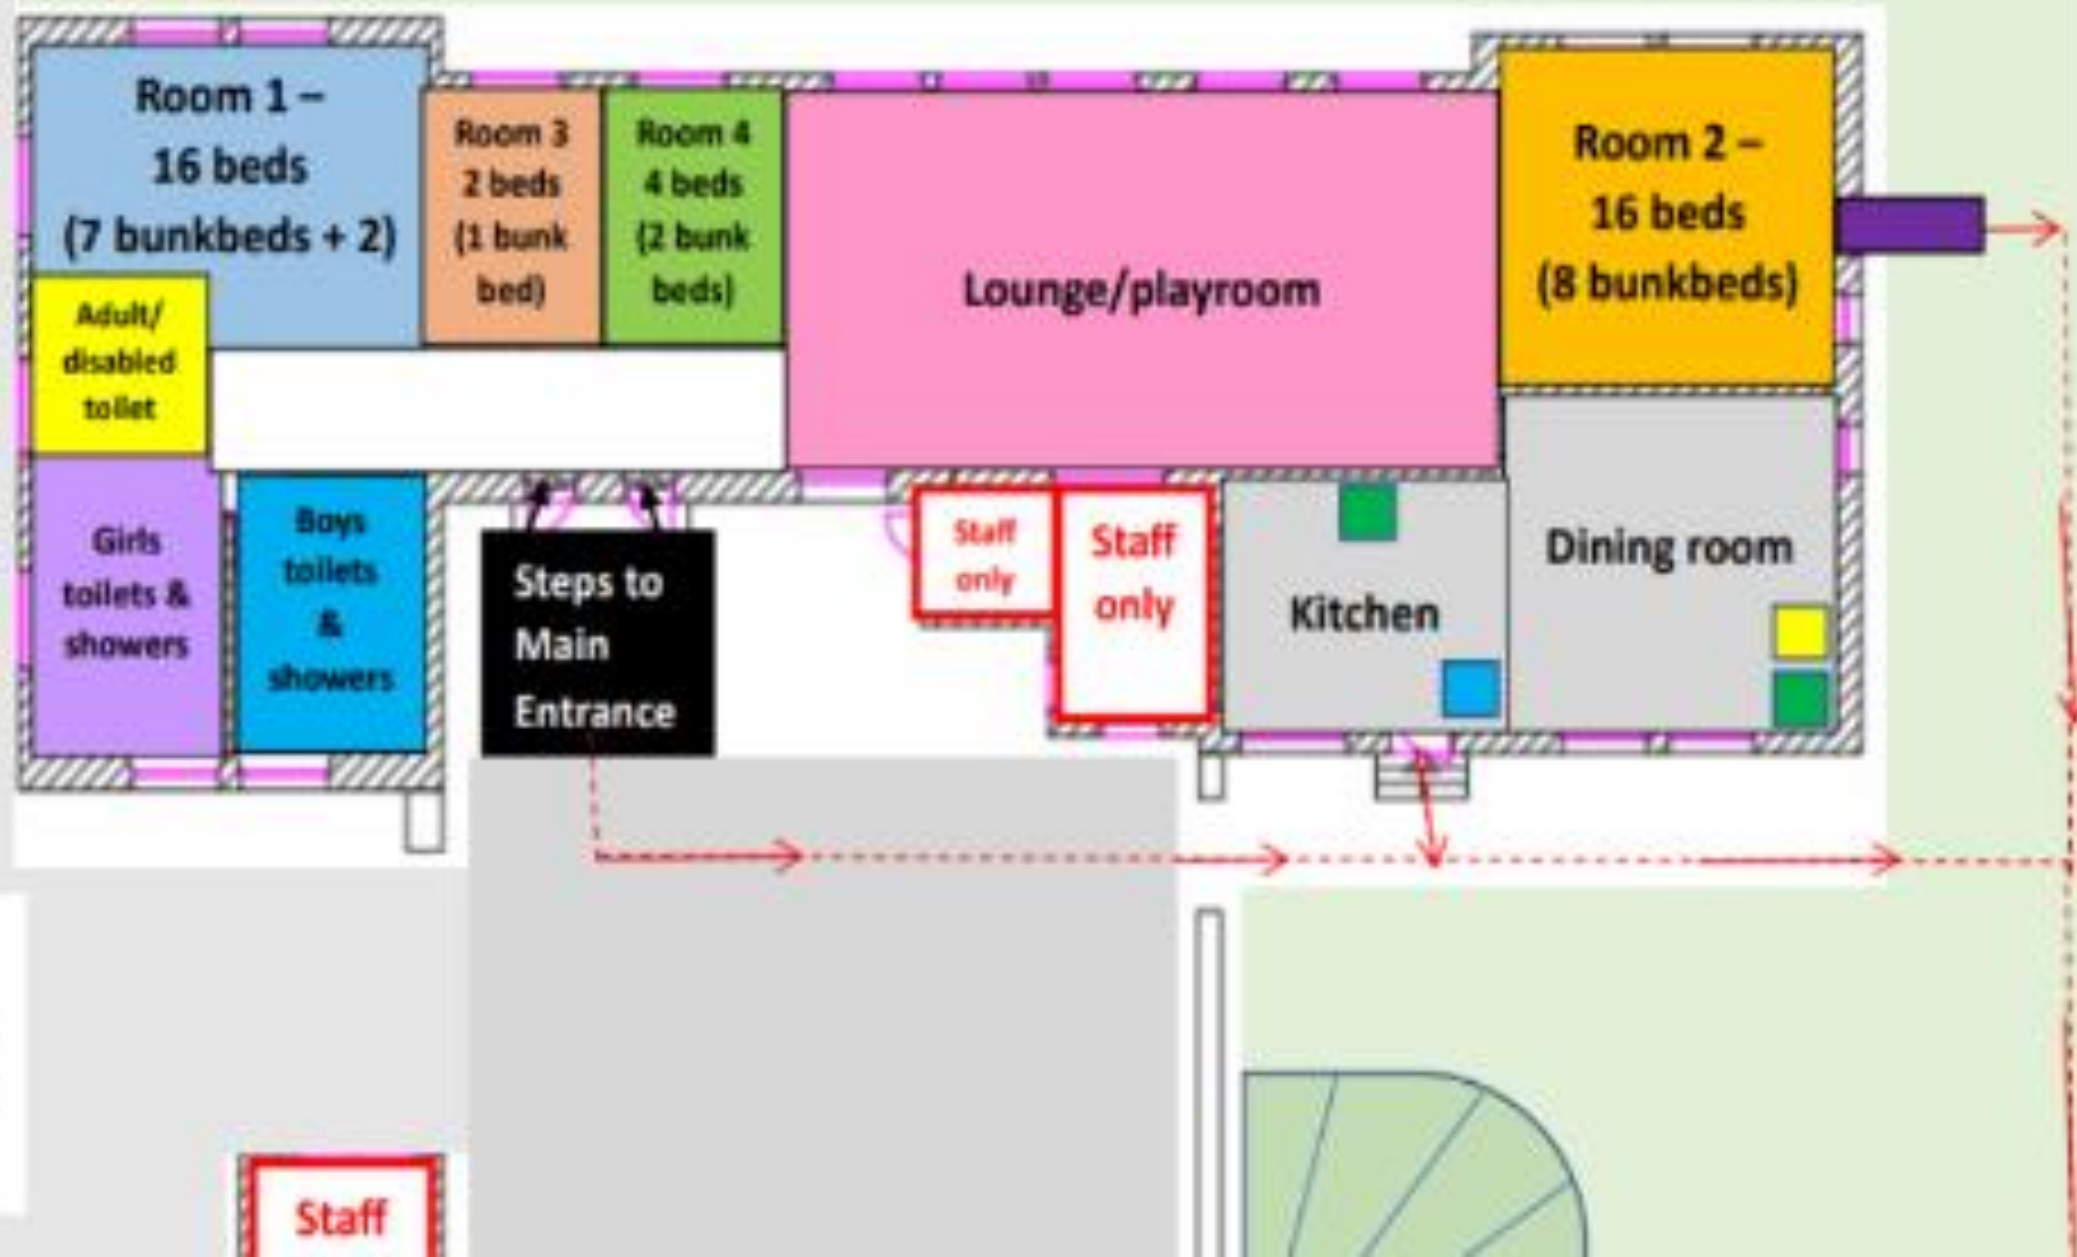 Room 1 –
16 beds
(7 bunkbeds + 2)
Room 3
2 beds
(1 bunk
bed)
Room 4
4 beds
(2 bunk
beds)
Lounge/playroom
Room 2 –
16 beds
(8 bunkbeds)
Adult/
disabled
toilet
Girls
toilets &
showers
Boys
toilets
&
showers
Steps to
Main
Entrance
Staff
only
Staff
only
Kitchen
Dining room
Staff